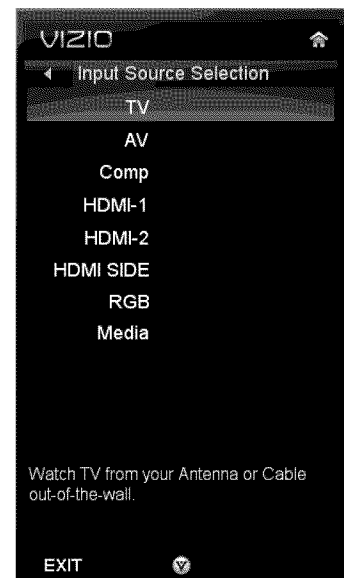 VIZIO
Input Source Selection
TV
AV
Comp
HDMI-1
HDMI-2
HDMI SIDE
RGB
Media
Watch TV from your Antenna or Cable
out-of-the-wall.
EXIT
V